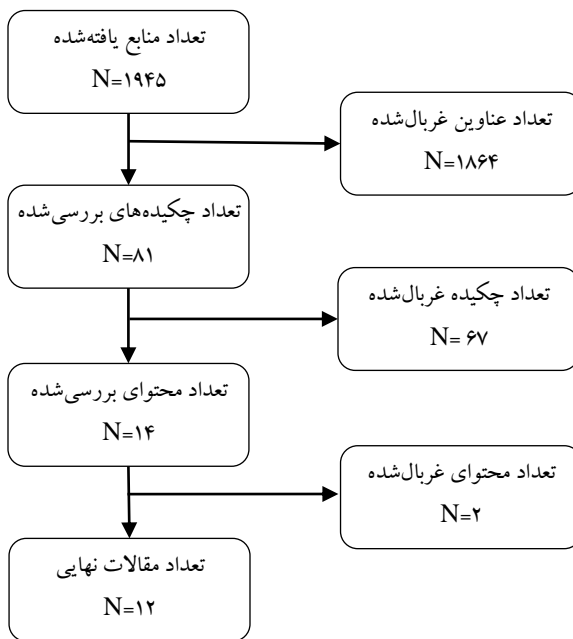 تعداد منابع یافته‌شده
N=۱۹۴۵
تعداد عناوین غربال‌شده
N=۱۸۶۴
تعداد چکیده‌های بررسی‌شده
N=۸۱
تعداد چکیده غربال‌شده
N= ۶۷
تعداد محتوای بررسی‌شده
N=۱۴
تعداد محتوای غربال‌شده
N=۲
تعداد مقالات نهایی
N=۱۲